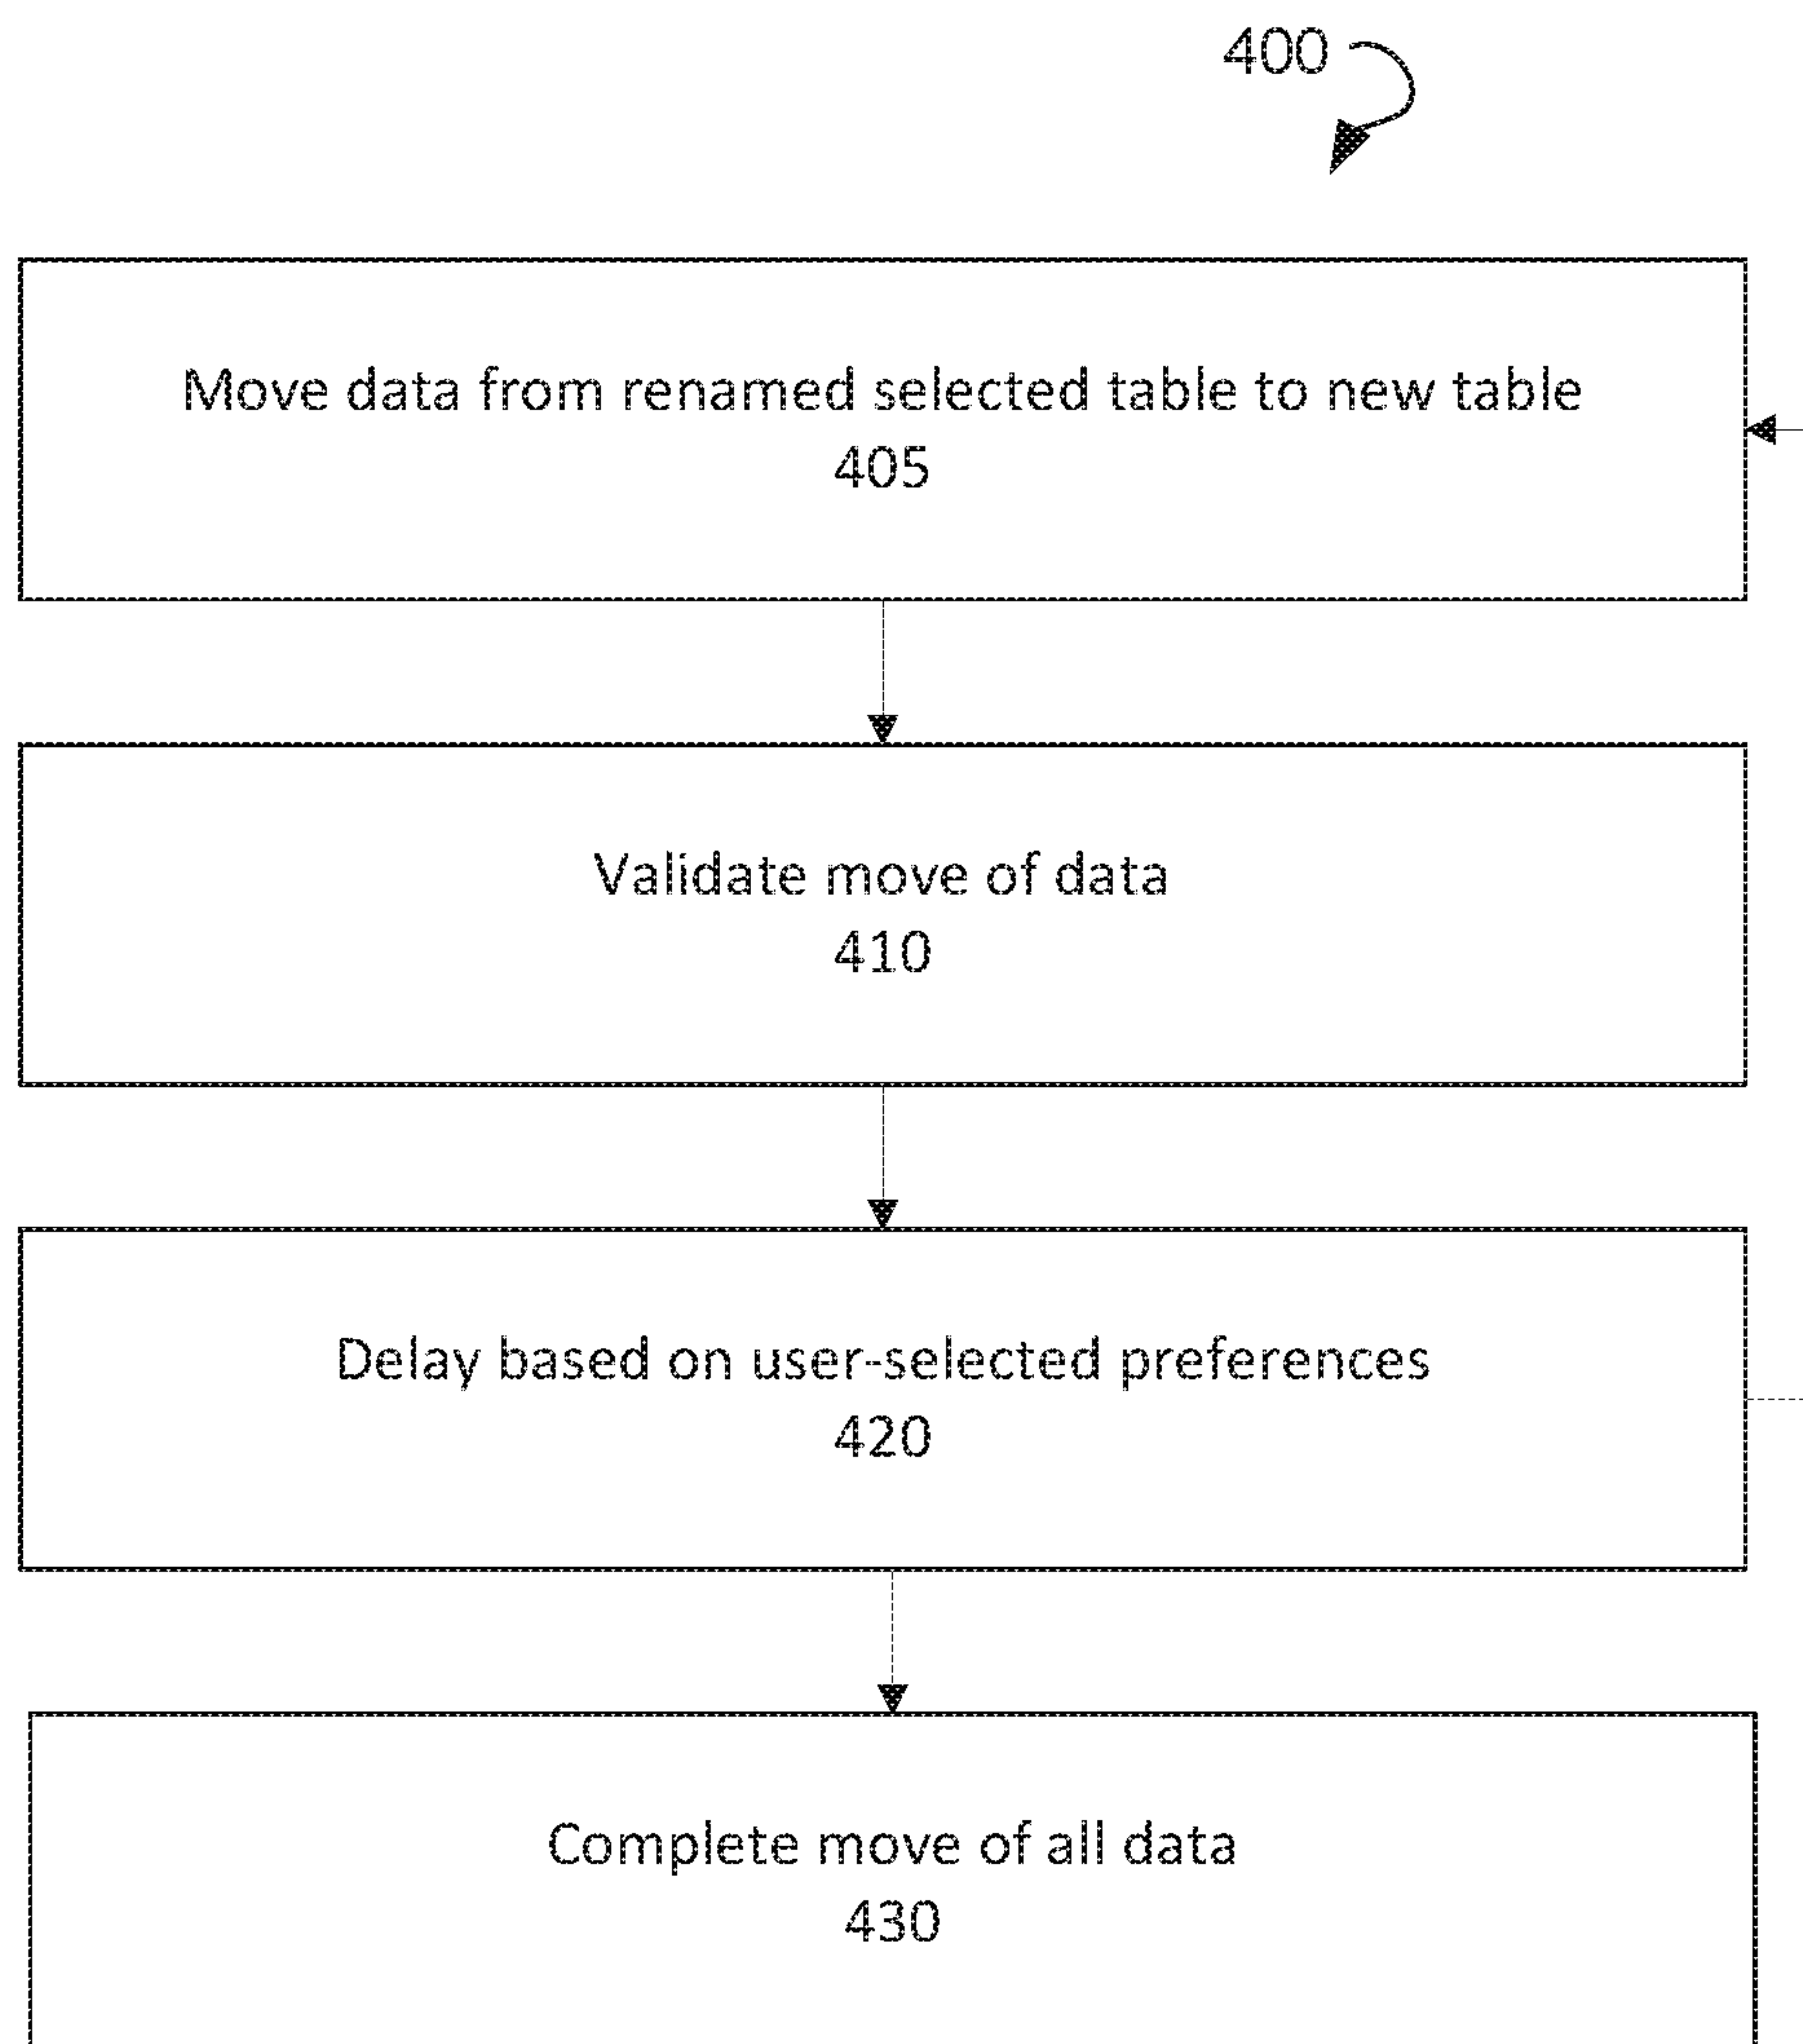 400
Move data from renamed selected table to new table
405
Validate move of data
410
Delay based on user-selected preferences
420
Complete move of all data
430